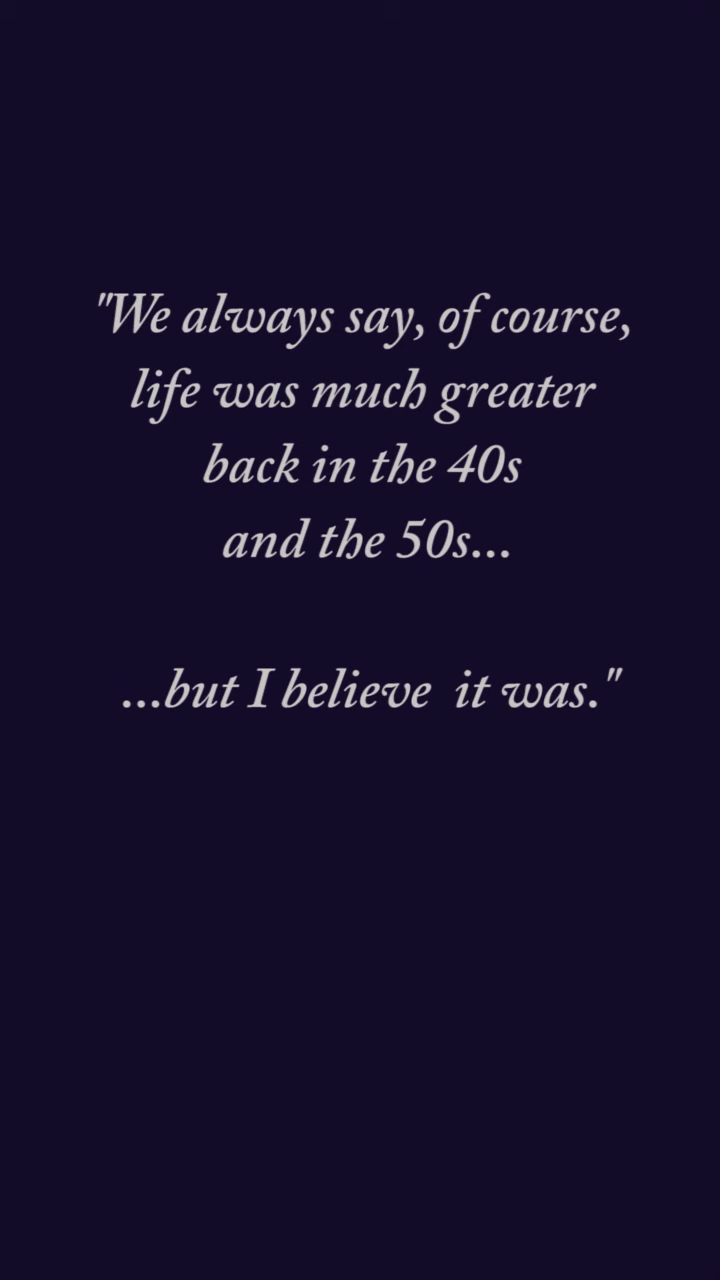 "We always say, of course,
life was much greater
back in the 40s
and the 50s...
...but I believe  it was."